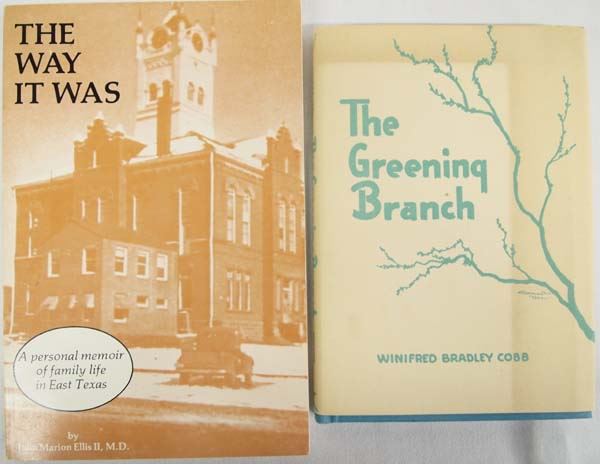 THE
WAY
IT WAS
A personal memoir
of family life
in East Texas
by
John Marion Ellis II, M.D.
The
Greening
Branch
WINIFRED BRADLEY COBB